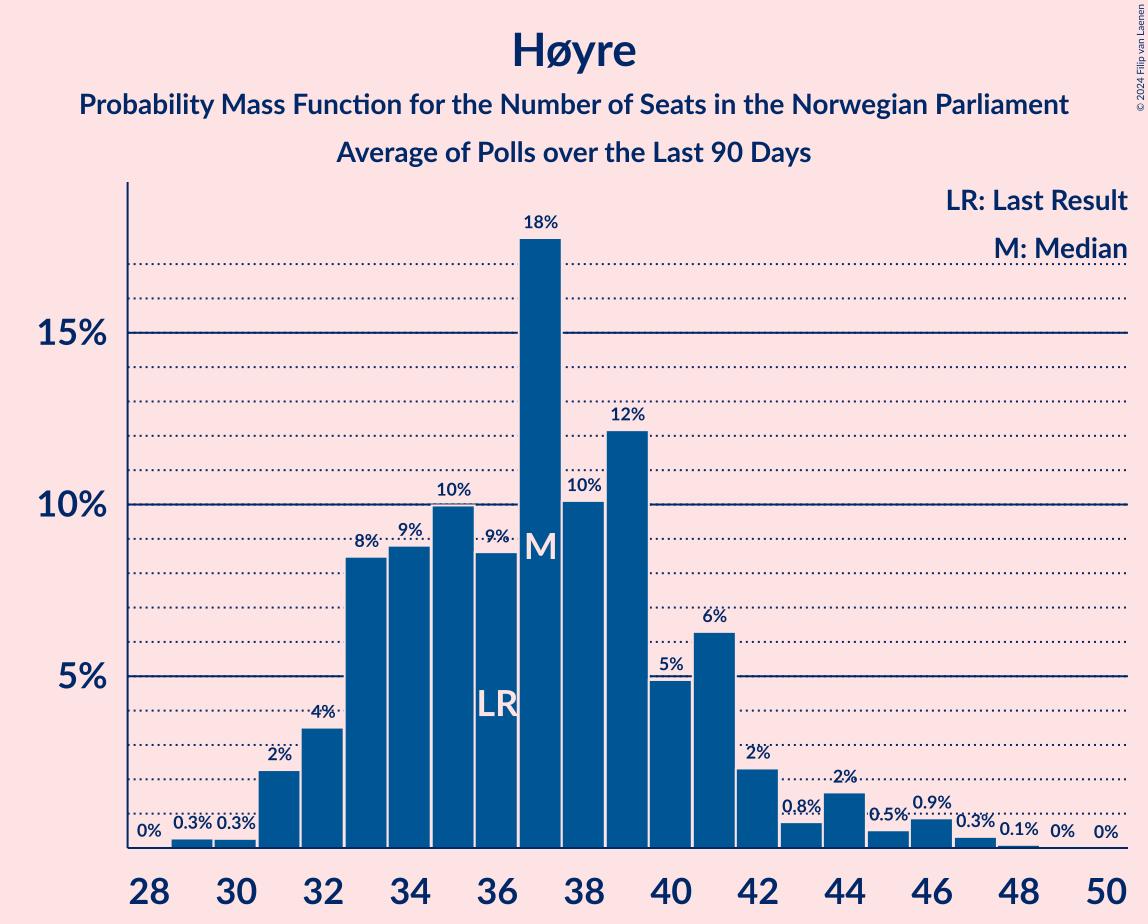 Høyre
Probability Mass Function for the Number of Seats in the Norwegian Parliament
Average of Polls over the Last 90 Days
© 2024 Filip van Laenen
LR: Last Result
M: Median
15%
10%
5%
0%
0.3%
0.3%
2%
4%
8%
9%
10%
9%
18%
10%
12%
5%
6%
2%
0.8%
2%
0.5%
0.9%
0.3%
0.1%
0%
0%
LR
M
28 30 32 34 36 38 40 42 44 46 48 50